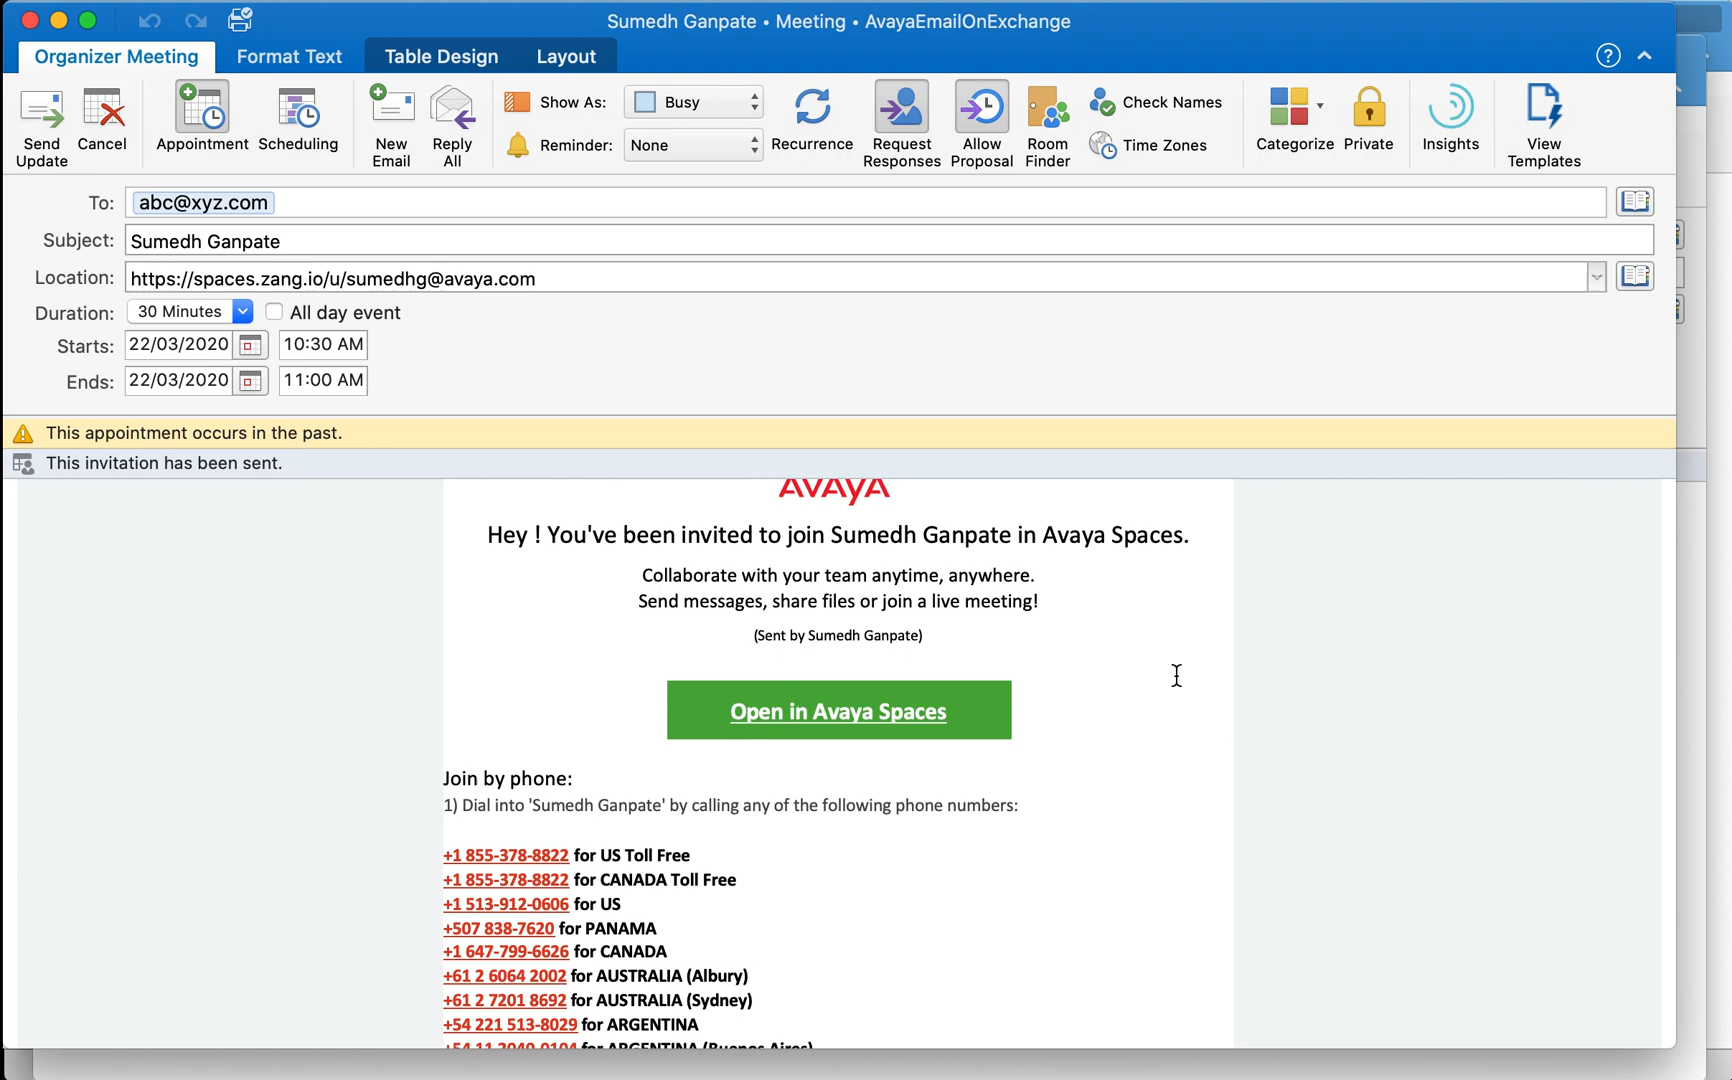 Sumedh Ganpate • Meeting • AvayaEmailOnExchange
Organizer Meeting Format Text Table Design Layout
Send Update
Cancel
Appointment
Scheduling
New Email
Reply All
Show As: Busy
Reminder: None
Recurrence
Request Responses
Allow Proposal
Room Finder
Check Names
Time Zones
Categorize
Private
Insights
View Templates
To: abc@xyz.com
Subject: Sumedh Ganpate
Location: https://spaces.zang.io/u/sumedhg@avaya.com
Duration: 30 Minutes All day event
Starts: 22/03/2020 10:30 AM
Ends: 22/03/2020 11:00 AM
This appointment occurs in the past.
This invitation has been sent.
AVAYA
Hey ! You've been invited to join Sumedh Ganpate in Avaya Spaces.
Collaborate with your team anytime, anywhere.
Send messages, share files or join a live meeting!
(Sent by Sumedh Ganpate)
Open in Avaya Spaces
Join by phone:
1) Dial into 'Sumedh Ganpate' by calling any of the following phone numbers:
+1 855-378-8822 for US Toll Free
+1 855-378-8822 for CANADA Toll Free
+1 513-912-0606 for US
+507 838-7620 for PANAMA
+1 647-799-6626 for CANADA
+61 2 6064 2002 for AUSTRALIA (Albury)
+61 2 7201 8692 for AUSTRALIA (Sydney)
+54 221 513-8029 for ARGENTINA
+54 11 2040-0104 for ARGENTINA (Buenos Aires)